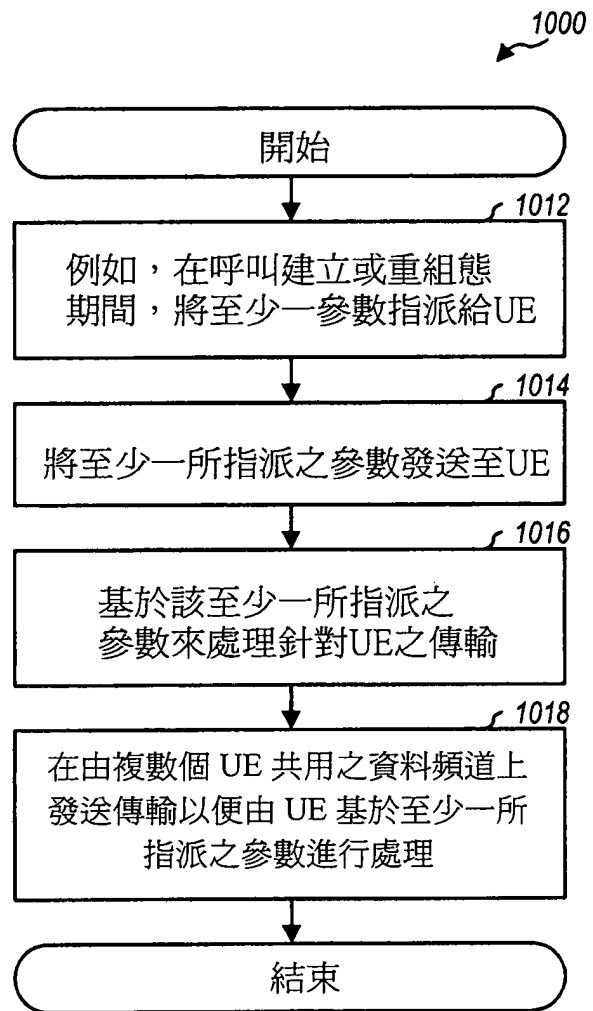 1000
開始
1012
例如，在呼叫建立或重組態
期間，將至少一參數指派給UE
1014
將至少一所指派之參數發送至UE
1016
基於該至少一所指派之
參數來處理針對UE之傳輸
1018
在由複數個 UE 共用之資料頻道上
發送傳輸以便由 UE 基於至少一所
指派之參數進行處理
結束